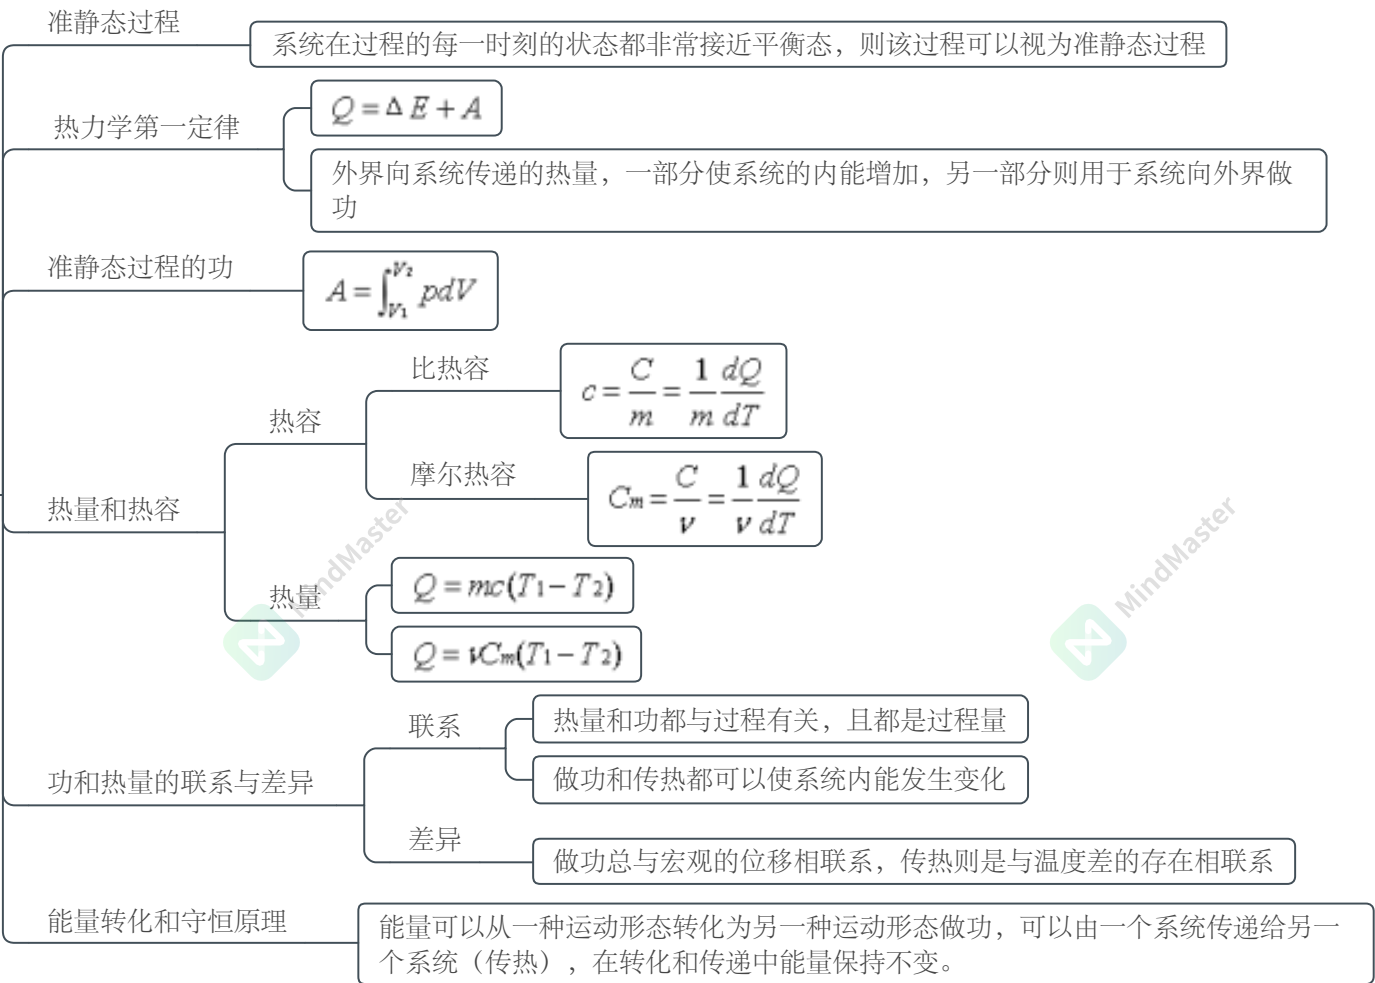 准静态过程
系统在过程的每一时刻的状态都非常接近平衡态，则该过程可以视为准静态过程
热力学第一定律
Q=Δ E+A
外界向系统传递的热量，一部分使系统的内能增加，另一部分则用于系统向外界做
功
准静态过程的功
A=∫_{V1}^{V2} pdV
热量和热容
热容
比热容
c = C/m = 1/m dQ/dT
摩尔热容
Cm = C/ν = 1/ν dQ/dT
热量
Q=mc(T1−T2)
Q=νCm(T1−T2)
功和热量的联系与差异
联系
热量和功都与过程有关，且都是过程量
做功和传热都可以使系统内能发生变化
差异
做功总与宏观的位移相联系，传热则是与温度差的存在相联系
能量转化和守恒原理
能量可以从一种运动形态转化为另一种运动形态做功，可以由一个系统传递给另一
个系统（传热），在转化和传递中能量保持不变。
MindMaster
MindMaster